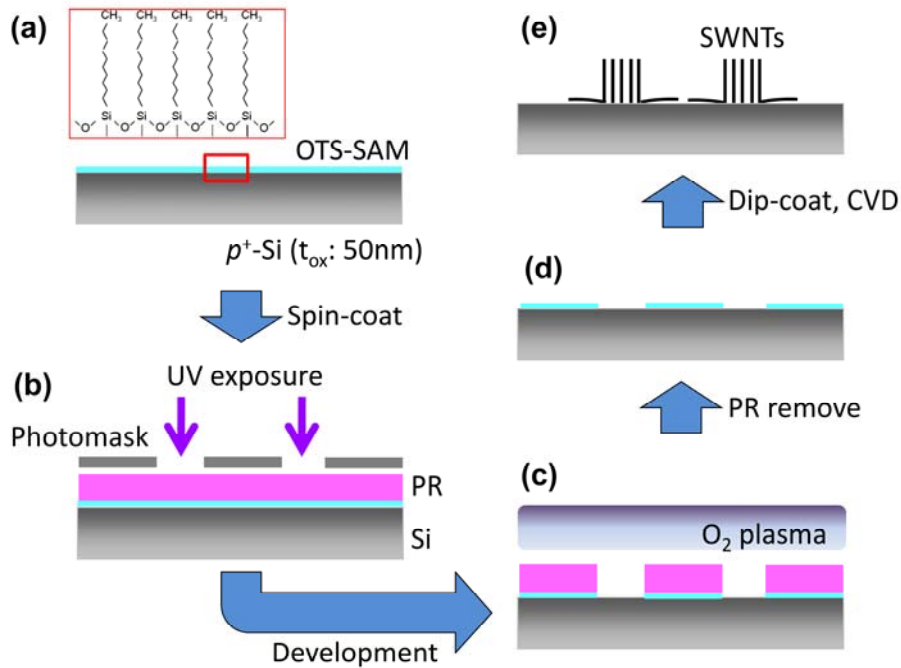 (a)
CH₃ CH₃ CH₃ CH₃ CH₃
Si Si Si Si Si
O O O O O O
OTS-SAM
p⁺-Si (tₒₓ: 50nm)
Spin-coat
(b)
UV exposure
Photomask
PR
Si
Development
(c)
O₂ plasma
PR remove
(d)
Dip-coat, CVD
(e)
SWNTs